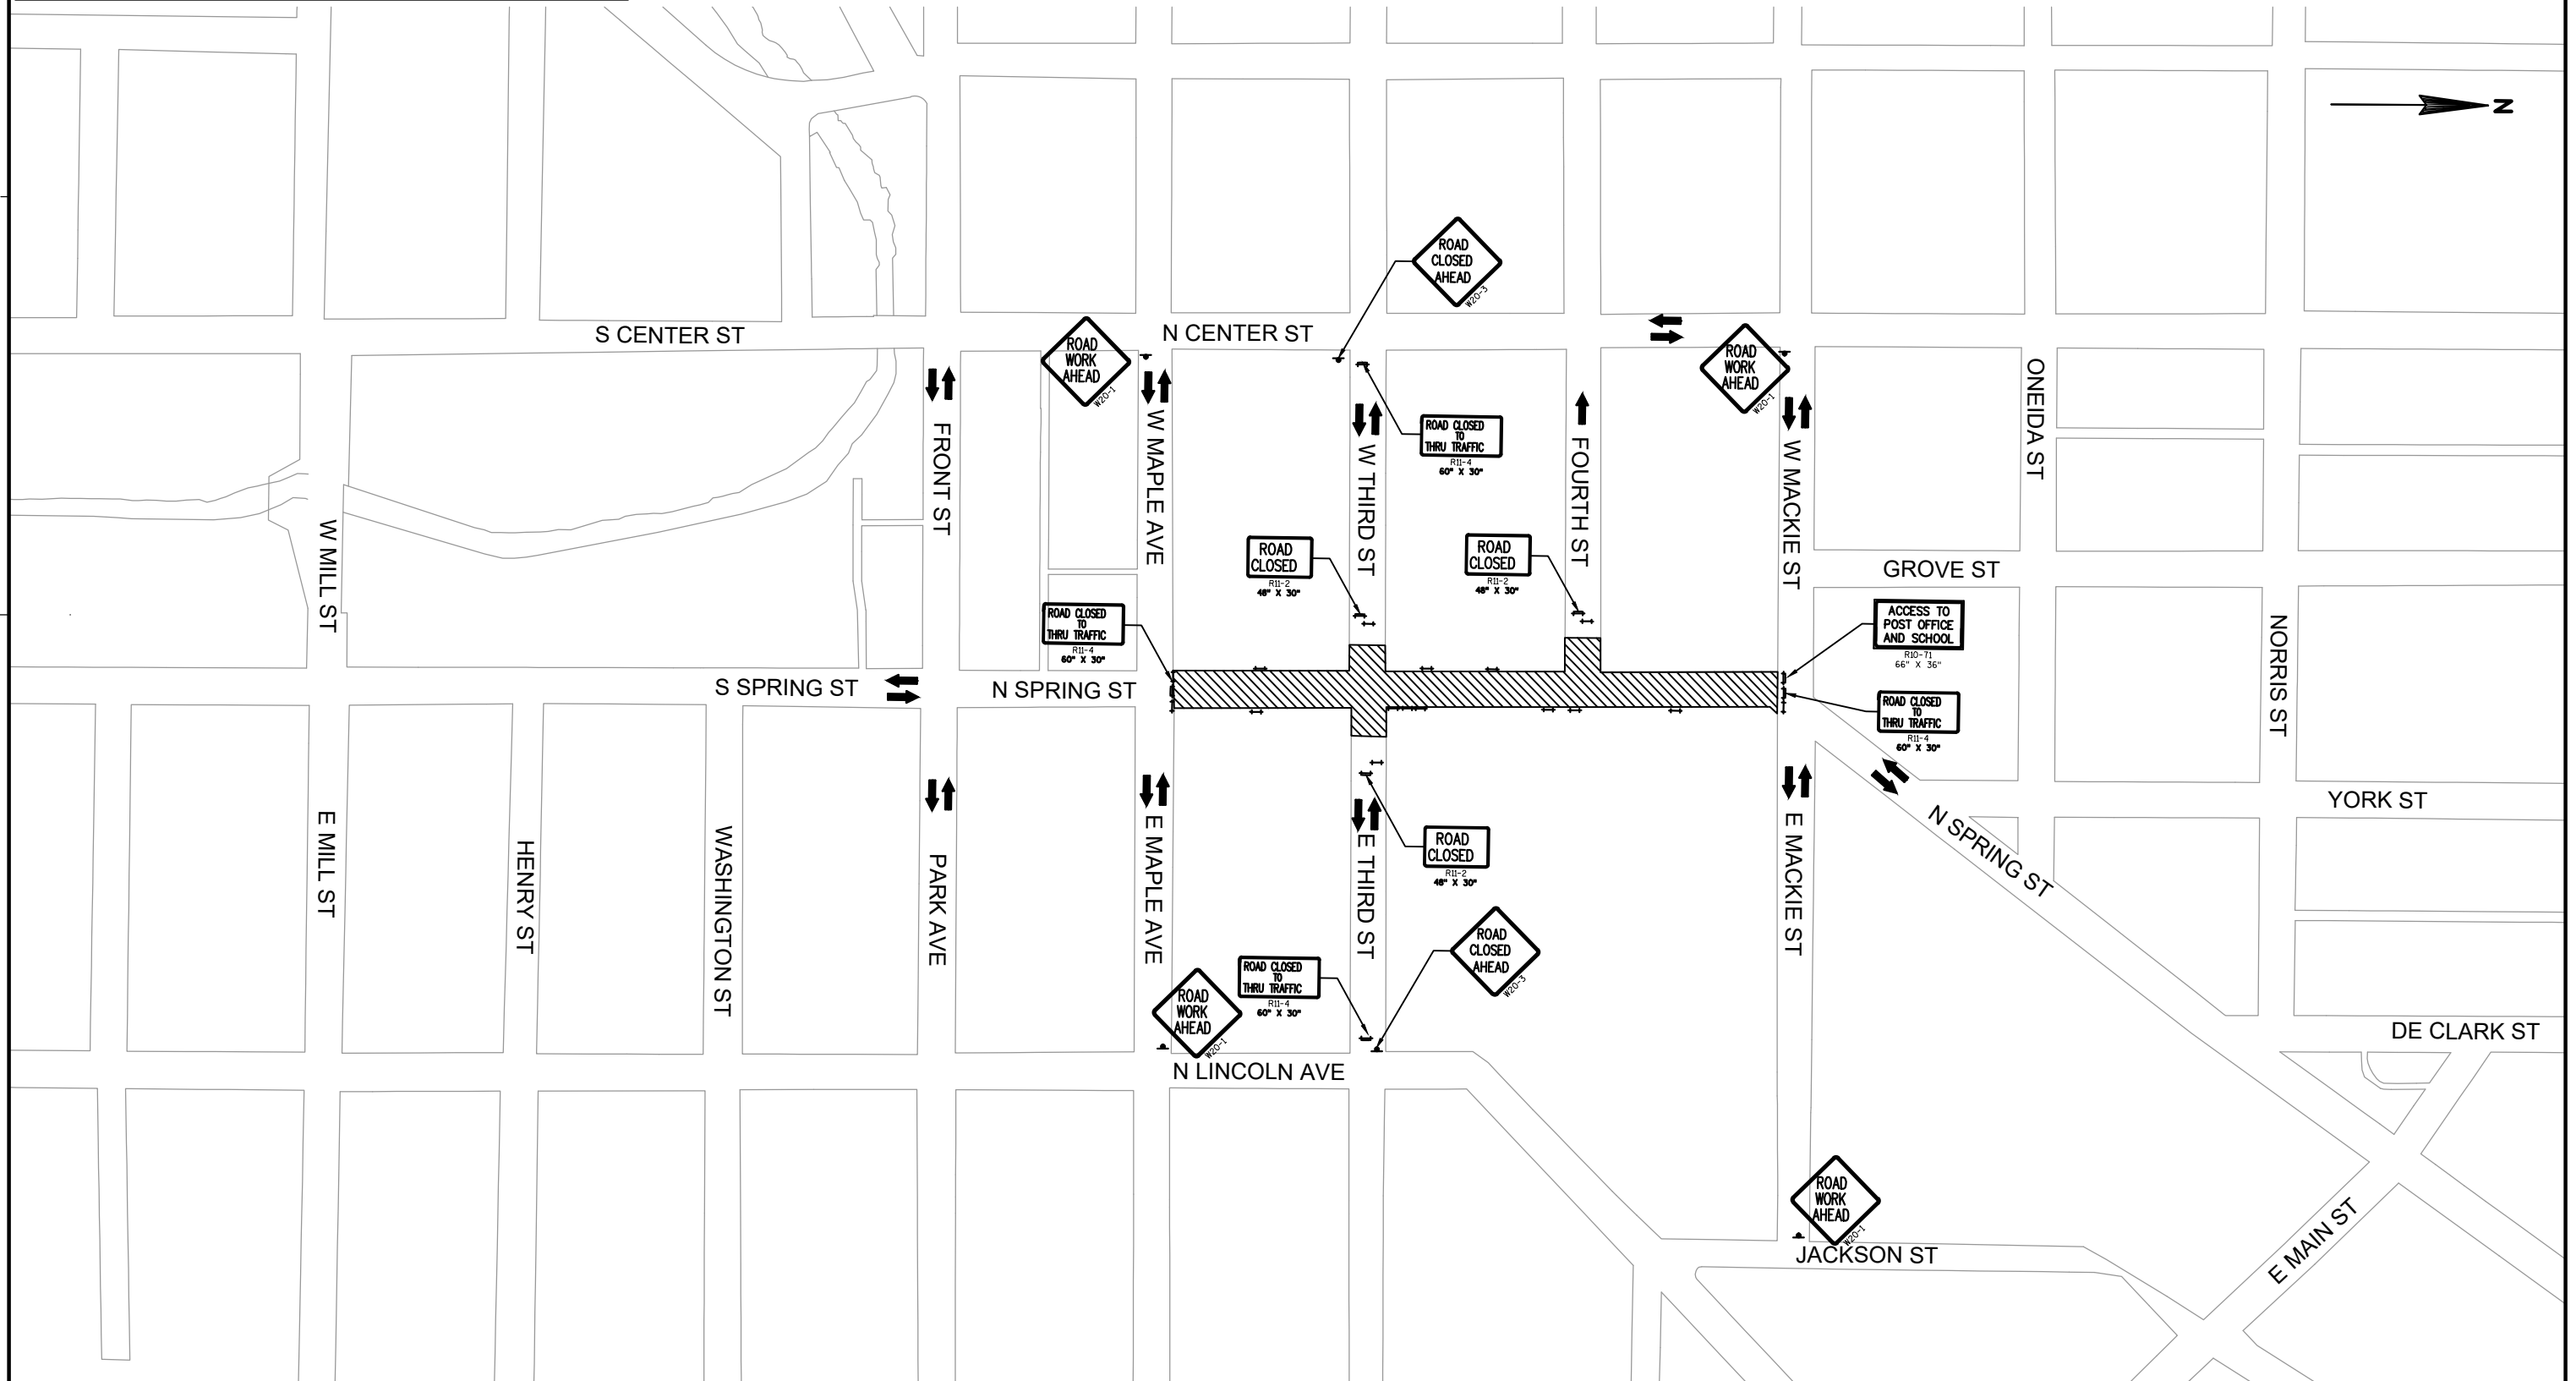 N
ROAD
CLOSED
AHEAD
W20-3
S CENTER ST
N CENTER ST
ROAD
WORK
AHEAD
W20-1
ROAD
WORK
AHEAD
W20-1
ONEIDA ST
FRONT ST
W MAPLE AVE
W THIRD ST
ROAD CLOSED
TO
THRU TRAFFIC
R11-4
60" X 30"
FOURTH ST
W MACKIE ST
W MILL ST
ROAD
CLOSED
R11-2
48" X 30"
ROAD
CLOSED
R11-2
48" X 30"
GROVE ST
ROAD CLOSED
TO
THRU TRAFFIC
R11-4
60" X 30"
ACCESS TO
POST OFFICE
AND SCHOOL
R10-71
66" X 36"
NORRIS ST
S SPRING ST
N SPRING ST
ROAD CLOSED
TO
THRU TRAFFIC
R11-4
60" X 30"
YORK ST
E MILL ST
HENRY ST
WASHINGTON ST
PARK AVE
E MAPLE AVE
E THIRD ST
ROAD
CLOSED
R11-2
48" X 30"
E MACKIE ST
N SPRING ST
ROAD
CLOSED
AHEAD
W20-3
ROAD CLOSED
TO
THRU TRAFFIC
R11-4
60" X 30"
ROAD
WORK
AHEAD
W20-1
DE CLARK ST
N LINCOLN AVE
ROAD
WORK
AHEAD
W20-1
JACKSON ST
E MAIN ST